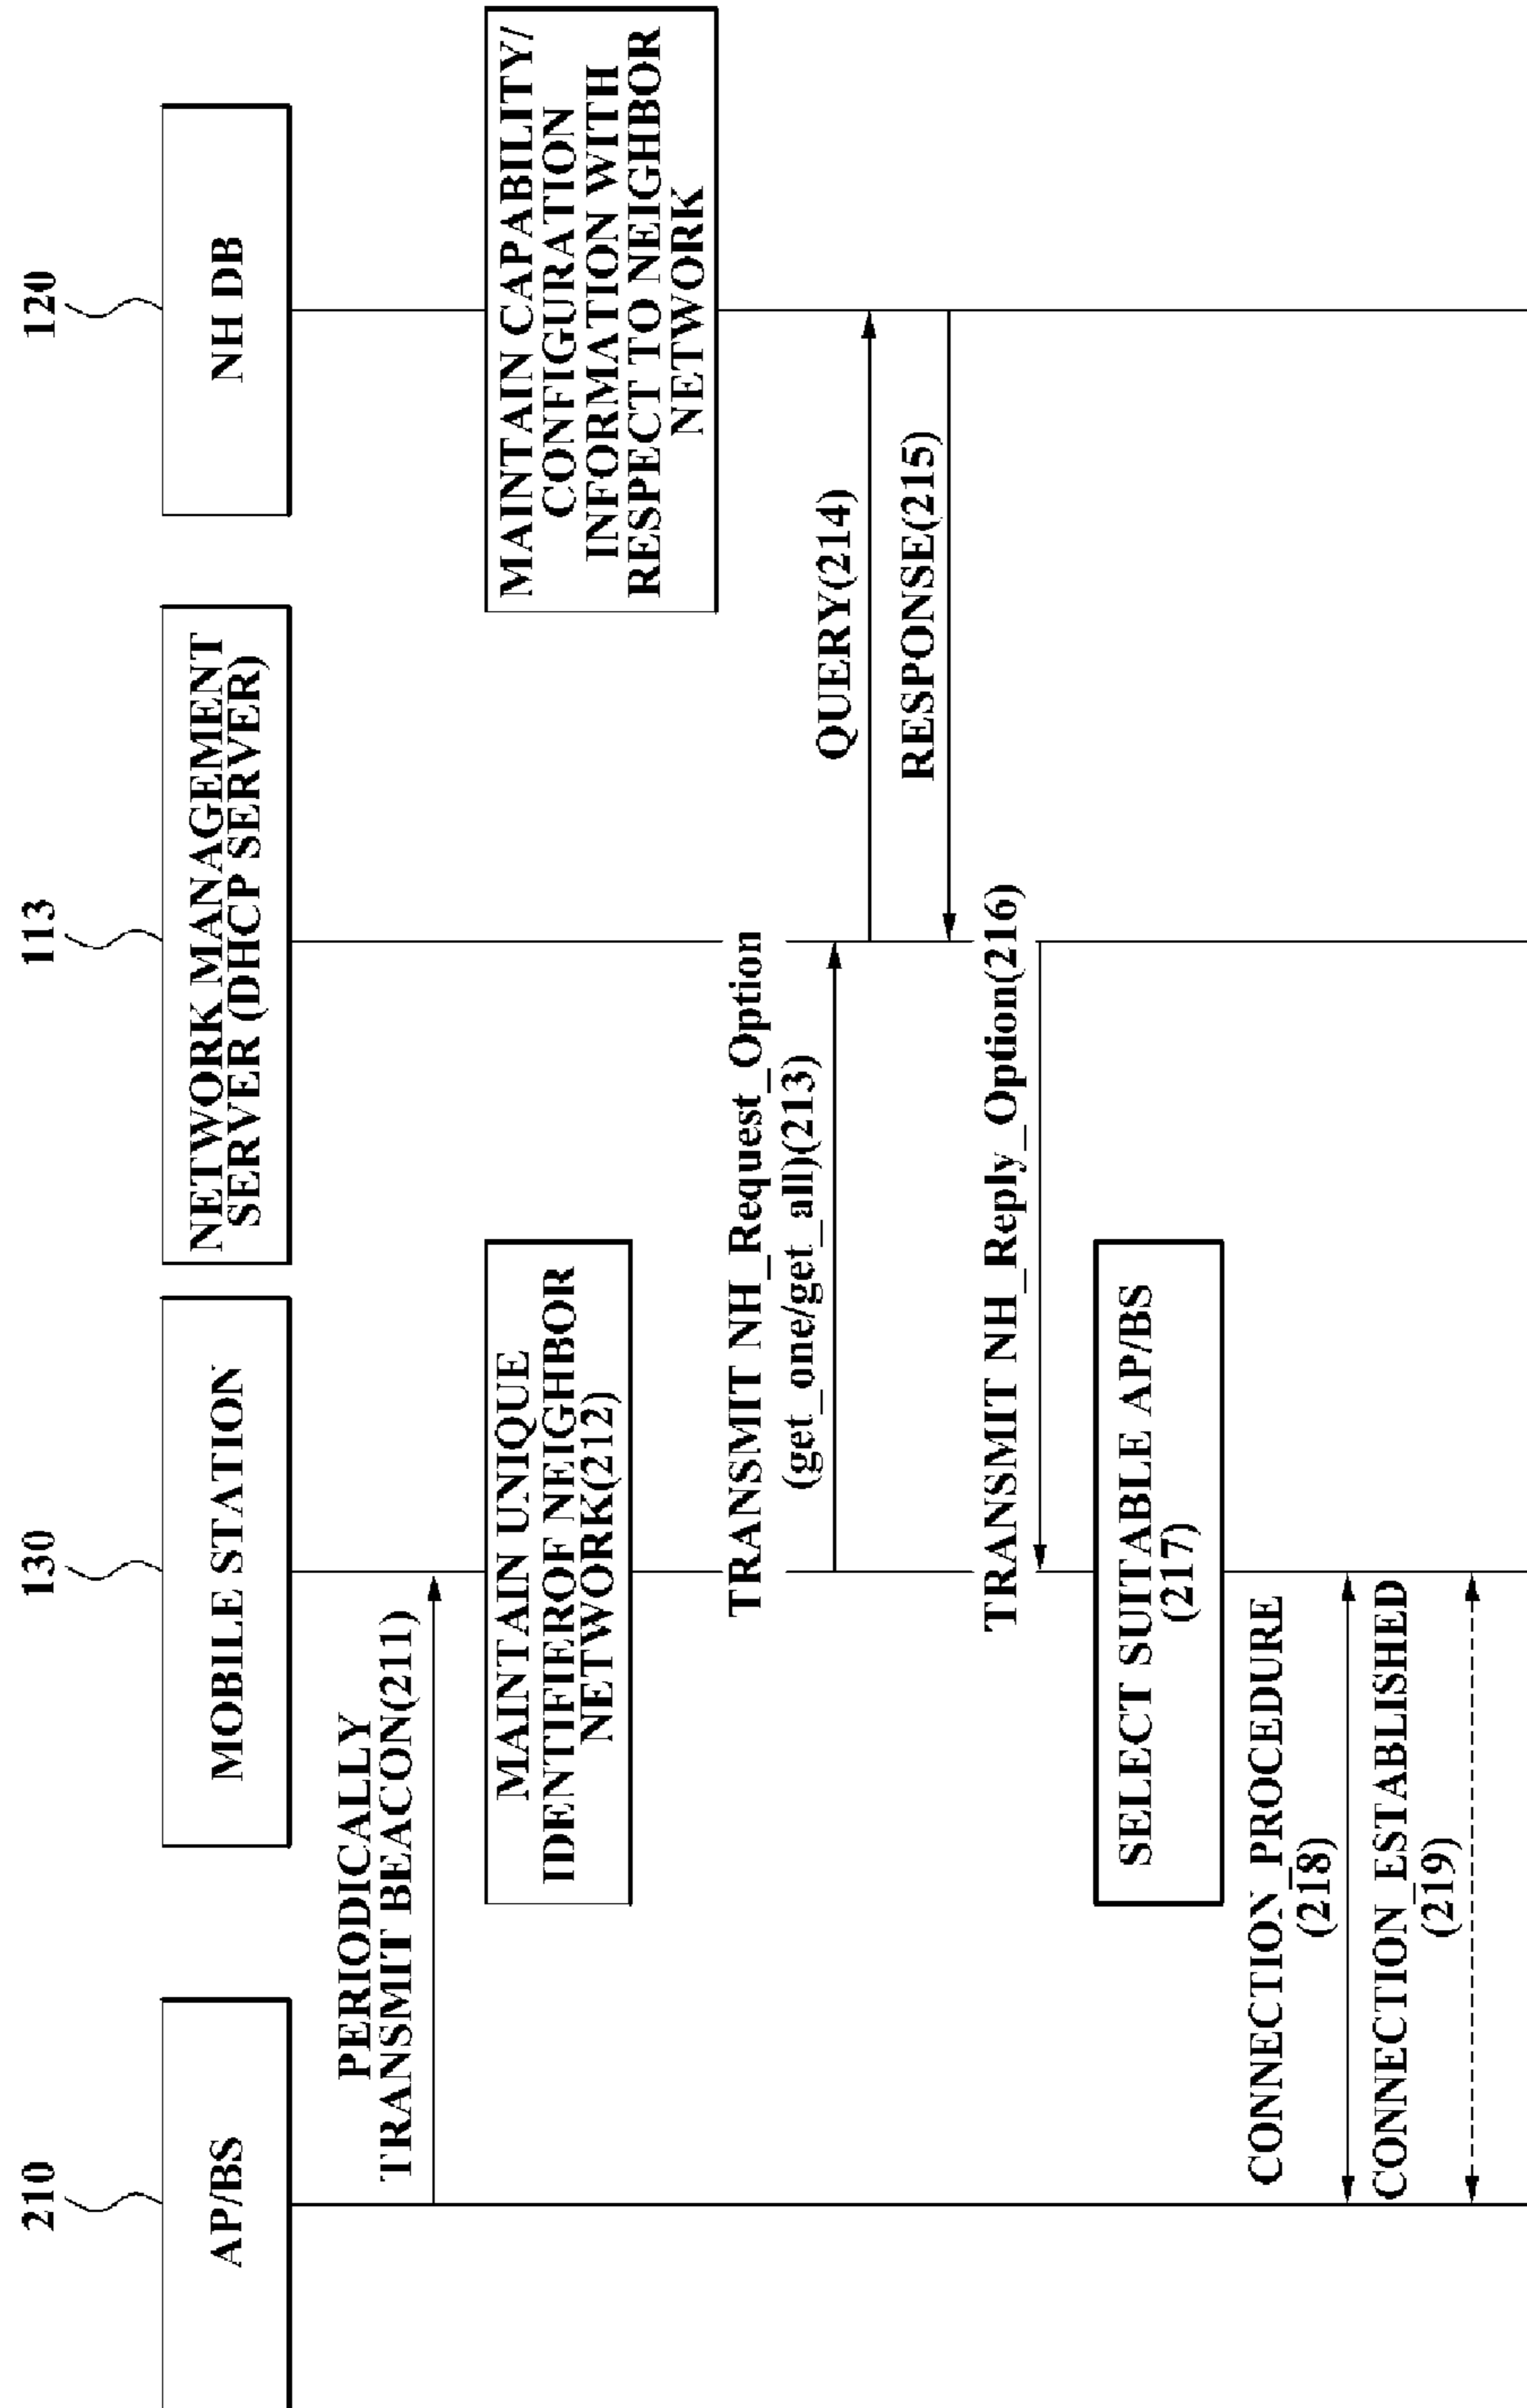 210
130
113
120
AP/BS
MOBILE STATION
NETWORK MANAGEMENT
SERVER (DHCP SERVER)
NH DB
PERIODICALLY
TRANSMIT BEACON(211)
MAINTAIN UNIQUE
IDENTIFIEROF NEIGHBOR
NETWORK(212)
MAINTAIN CAPABILITY/
CONFIGURATION
INFORMATION WITH
RESPECT TO NEIGHBOR
NETWORK
TRANSMIT NH_Request_Option
(get_one/get_all)(213)
QUERY(214)
RESPONSE(215)
TRANSMIT NH_Reply_Option(216)
SELECT SUITABLE AP/BS
(217)
CONNECTION_PROCEDURE
(218)
CONNECTION_ESTABLISHED
(219)